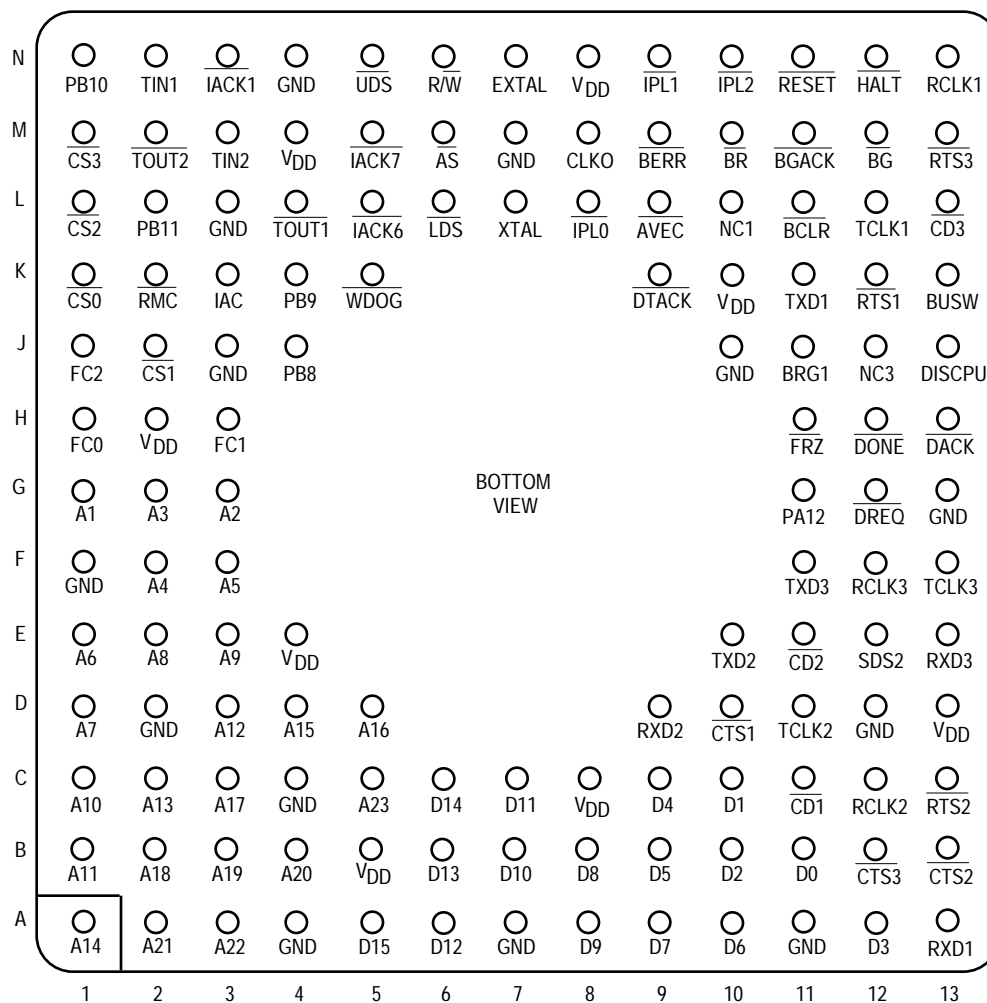 N
PB10 TIN1 IACK1 GND UDS R/W EXTAL VDD IPL1 IPL2 RESET HALT RCLK1
M
CS3 TOUT2 TIN2 VDD IACK7 AS GND CLKO BERR BR BGACK BG RTS3
L
CS2 PB11 GND TOUT1 IACK6 LDS XTAL IPL0 AVEC NC1 BCLR TCLK1 CD3
K
CS0 RMC IAC PB9 WDOG DTACK VDD TXD1 RTS1 BUSW
J
FC2 CS1 GND PB8 GND BRG1 NC3 DISCPU
H
FC0 VDD FC1 FRZ DONE DACK
BOTTOM
VIEW
G
A1 A3 A2 PA12 DREQ GND
F
GND A4 A5 TXD3 RCLK3 TCLK3
E
A6 A8 A9 VDD TXD2 CD2 SDS2 RXD3
D
A7 GND A12 A15 A16 RXD2 CTS1 TCLK2 GND VDD
C
A10 A13 A17 GND A23 D14 D11 VDD D4 D1 CD1 RCLK2 RTS2
B
A11 A18 A19 A20 VDD D13 D10 D8 D5 D2 D0 CTS3 CTS2
A
A14 A21 A22 GND D15 D12 GND D9 D7 D6 GND D3 RXD1
1 2 3 4 5 6 7 8 9 10 11 12 13